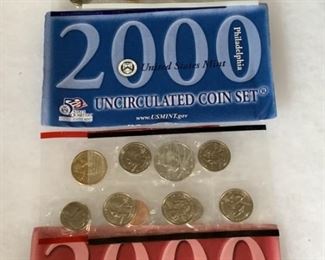 2000
Philadelphia
United States Mint
UNCIRCULATED COIN SET
www.USMINT.gov
2000